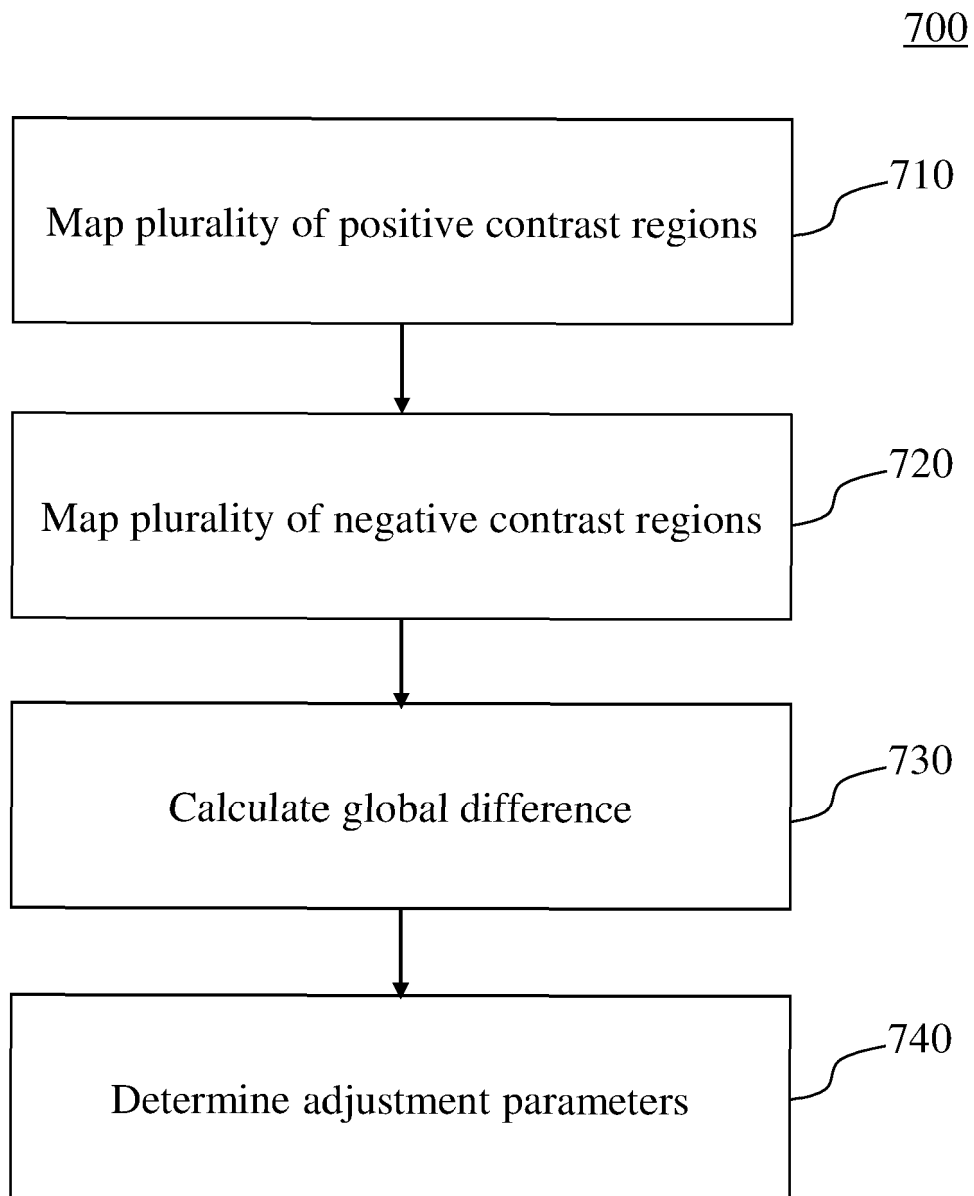 700
Map plurality of positive contrast regions
710
Map plurality of negative contrast regions
720
Calculate global difference
730
Determine adjustment parameters
740